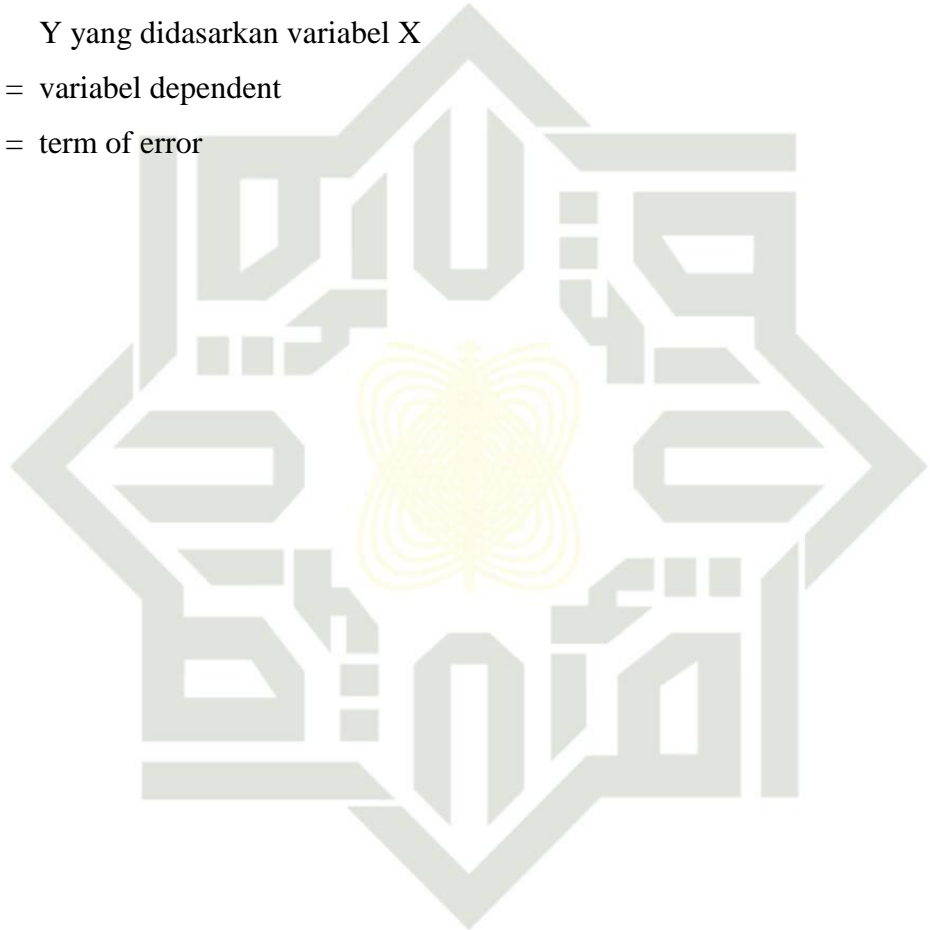 Y yang didasarkan variabel X
= variabel dependent
= term of error